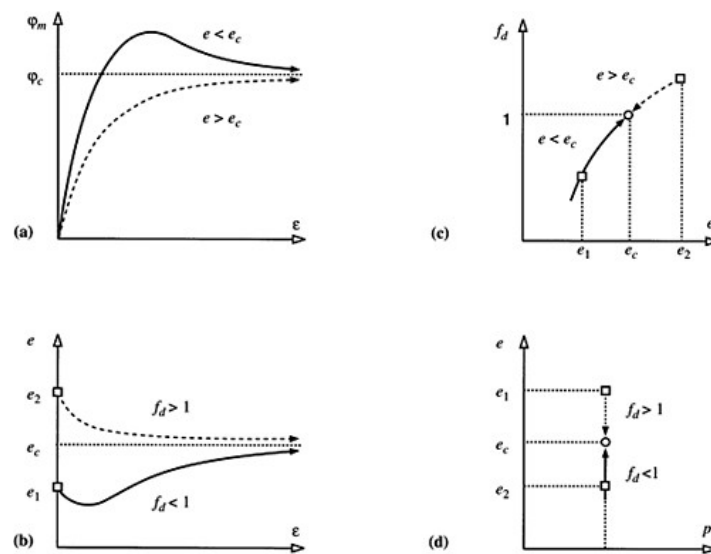 φm
e < ec
φc
e > ec
(a)
ε
fd
e > ec
1
e < ec
(c)
e1
ec
e2
e
e
e2
fd > 1
ec
e1
fd < 1
(b)
ε
e
e1
fd > 1
ec
fd <1
e2
(d)
p